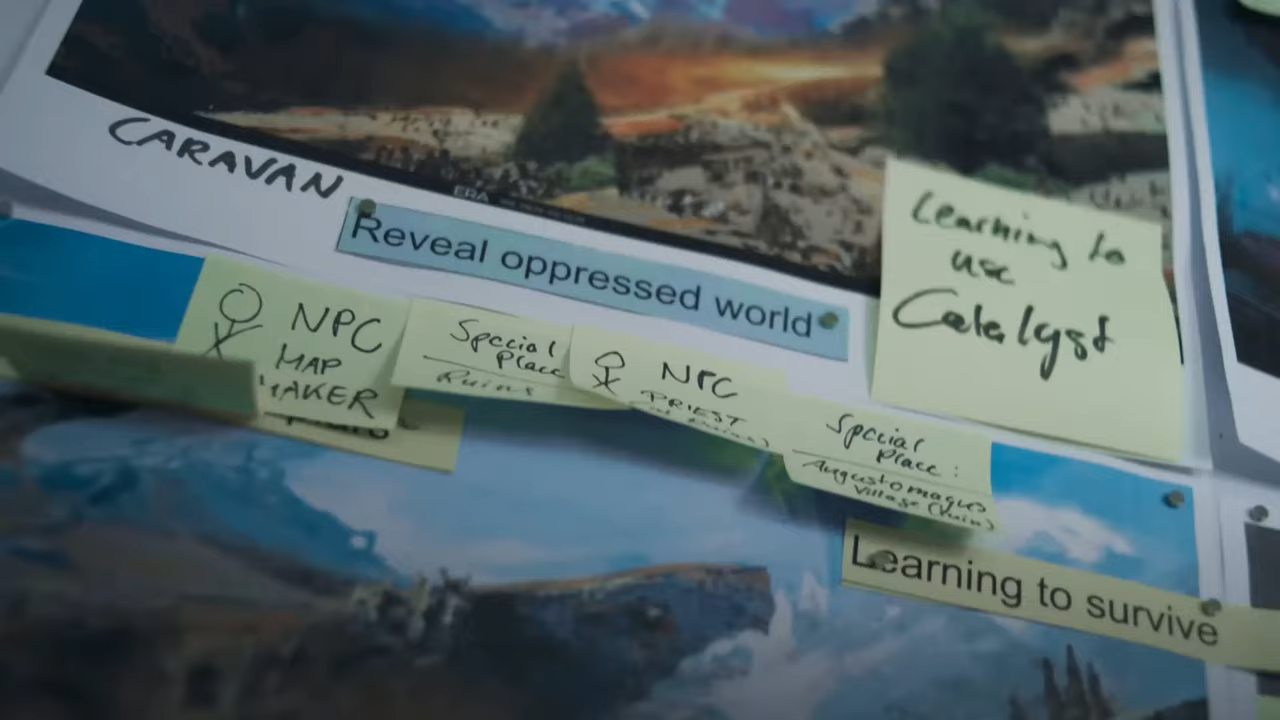 CARAVAN
ERA
Reveal oppressed world
Learning to
use
Catalyst
NPC
MAP
MAKER
Special
Place
Ruins
NPC
PRIEST
Special
Place:
Augustomagus
Village (Ruin)
Learning to survive